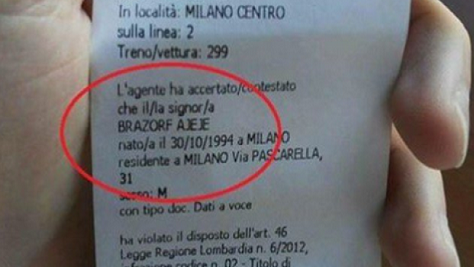 In località: MILANO CENTRO
sulla linea: 2
Treno/vettura: 299
L'agente ha accertato/contestato
che il/la signor/a
BRAZORF AJEJE
nato/a il 30/10/1994 a MILANO
residente a MILANO Via PASCARELLA,
31
sesso: M
con tipo doc. Dati a voce
ha violato il disposto dell'art. 46
Legge Regione Lombardia n. 6/2012,
infrazione codice n. 02 - Titolo di